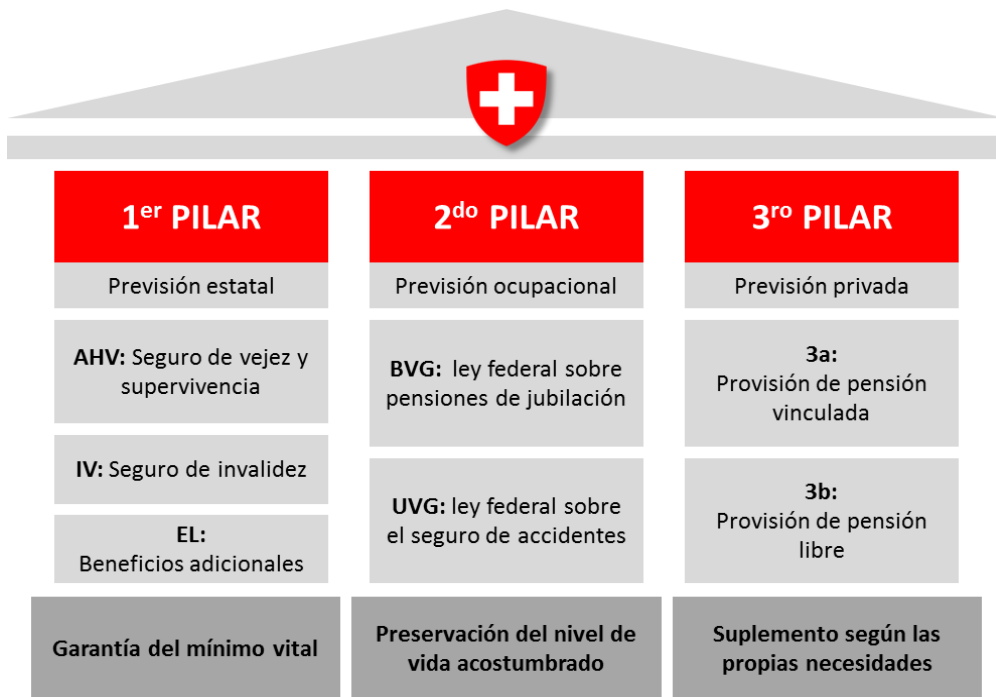 1er PILAR
Previsión estatal
AHV: Seguro de vejez y
supervivencia
IV: Seguro de invalidez
EL:
Beneficios adicionales
Garantía del mínimo vital
2do PILAR
Previsión ocupacional
BVG: ley federal sobre
pensiones de jubilación
UVG: ley federal sobre
el seguro de accidentes
Preservación del nivel de
vida acostumbrado
3ro PILAR
Previsión privada
3a:
Provisión de pensión
vinculada
3b:
Provisión de pensión
libre
Suplemento según las
propias necesidades